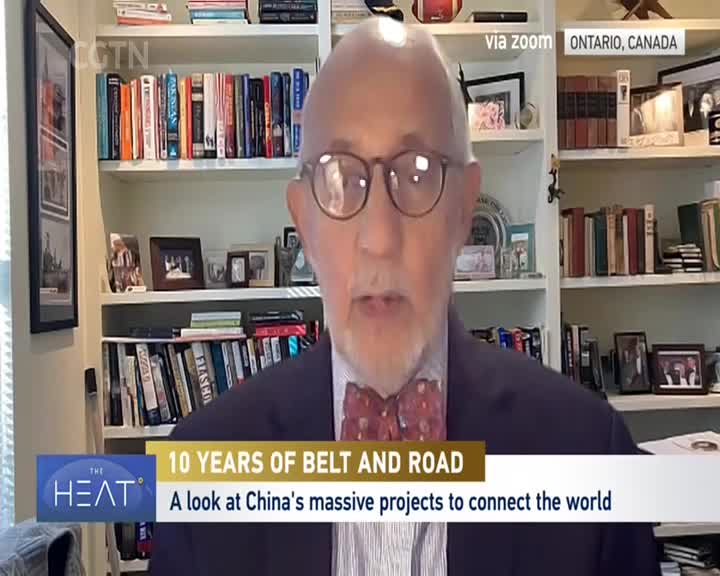 CGTN
via zoom
ONTARIO, CANADA
FIASCO
10 YEARS OF BELT AND ROAD
THE HEAT
A look at China's massive projects to connect the world